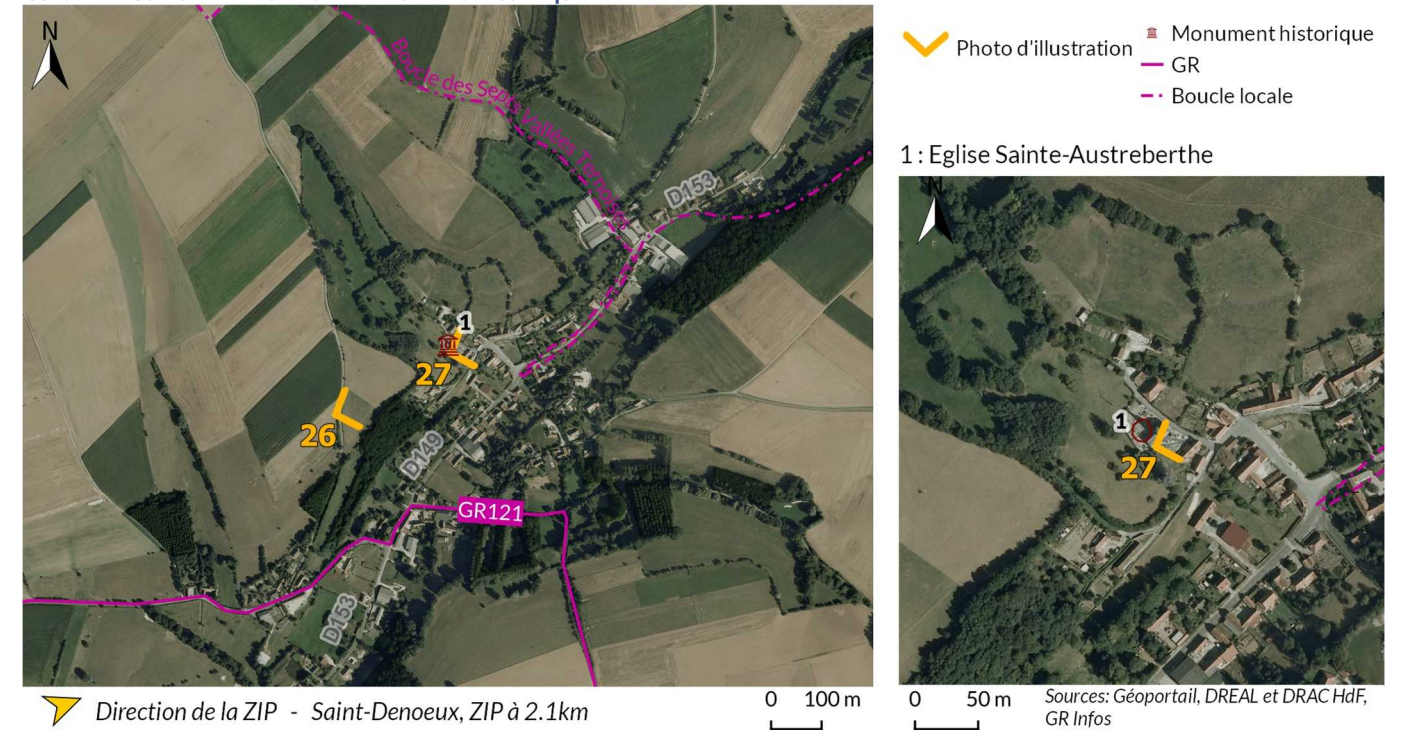 N
Boucle des Septs Vallées Tornoises
D153
1
27
26
D149
GR121
D153
Direction de la ZIP - Saint-Denoeux, ZIP à 2.1km
0 100 m
Photo d'illustration
Monument historique
GR
Boucle locale
1 : Eglise Sainte-Austreberthe
N
1
27
0 50 m
Sources: Géoportail, DREAL et DRAC HdF,
GR Infos